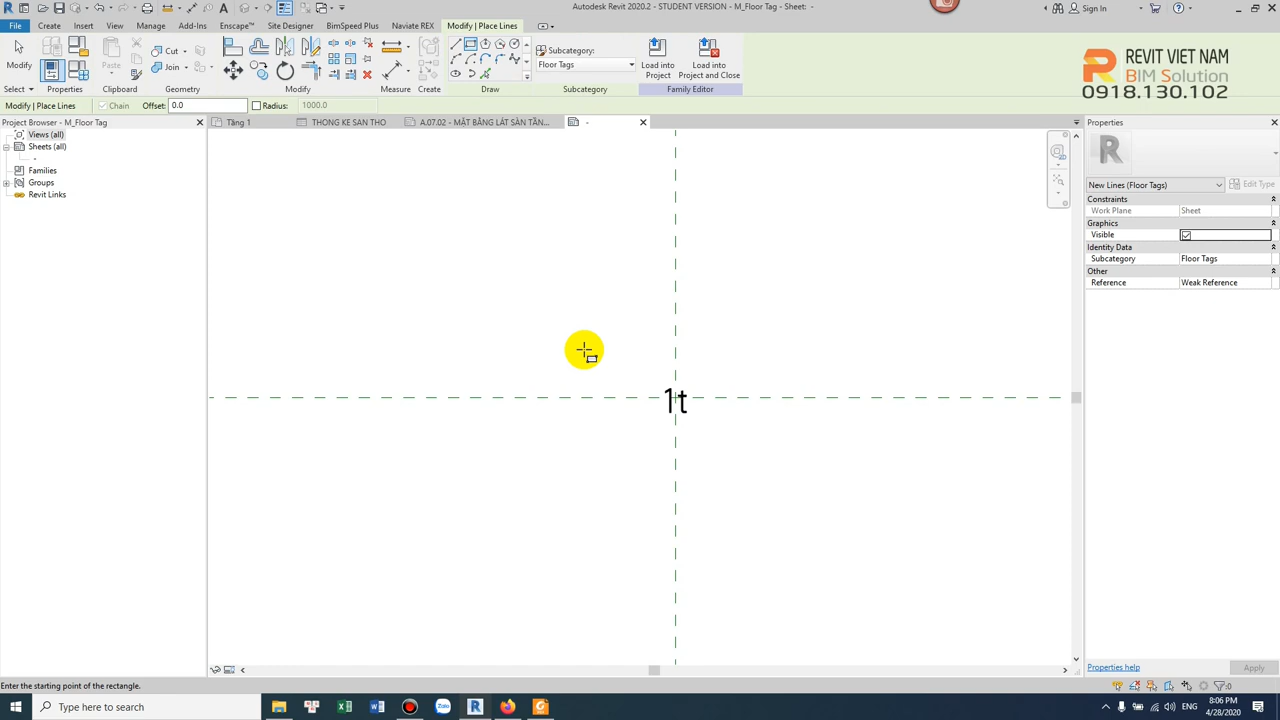 Autodesk Revit 2020.2 - STUDENT VERSION - M_Floor Tag - Sheet: -
Sign In
File
Create
Insert
View
Manage
Add-Ins
Enscape™
Site Designer
BimSpeed Plus
Naviate REX
Modify | Place Lines
Modify
Paste
Cut
Join
Subcategory:
Floor Tags
Load into
Project
Load into
Project and Close
Select
Properties
Clipboard
Geometry
Modify
Measure
Create
Draw
Subcategory
Family Editor
REVIT VIET NAM
BIM Solution
0918.130.102
Modify | Place Lines
Chain
Offset:
0.0
Radius:
1000.0
Project Browser - M_Floor Tag
Tầng 1
THONG KE SAN THO
A.07.02 - MẶT BẰNG LÁT SÀN TẦN...
-
Properties
Views (all)
Sheets (all)
-
Families
Groups
Revit Links
R
New Lines (Floor Tags)
Edit Type
Constraints
Work Plane
Sheet
Graphics
Visible
Identity Data
Subcategory
Floor Tags
Other
Reference
Weak Reference
1t
Properties help
Apply
Enter the starting point of the rectangle.
:0
Type here to search
ENG
8:06 PM
4/28/2020